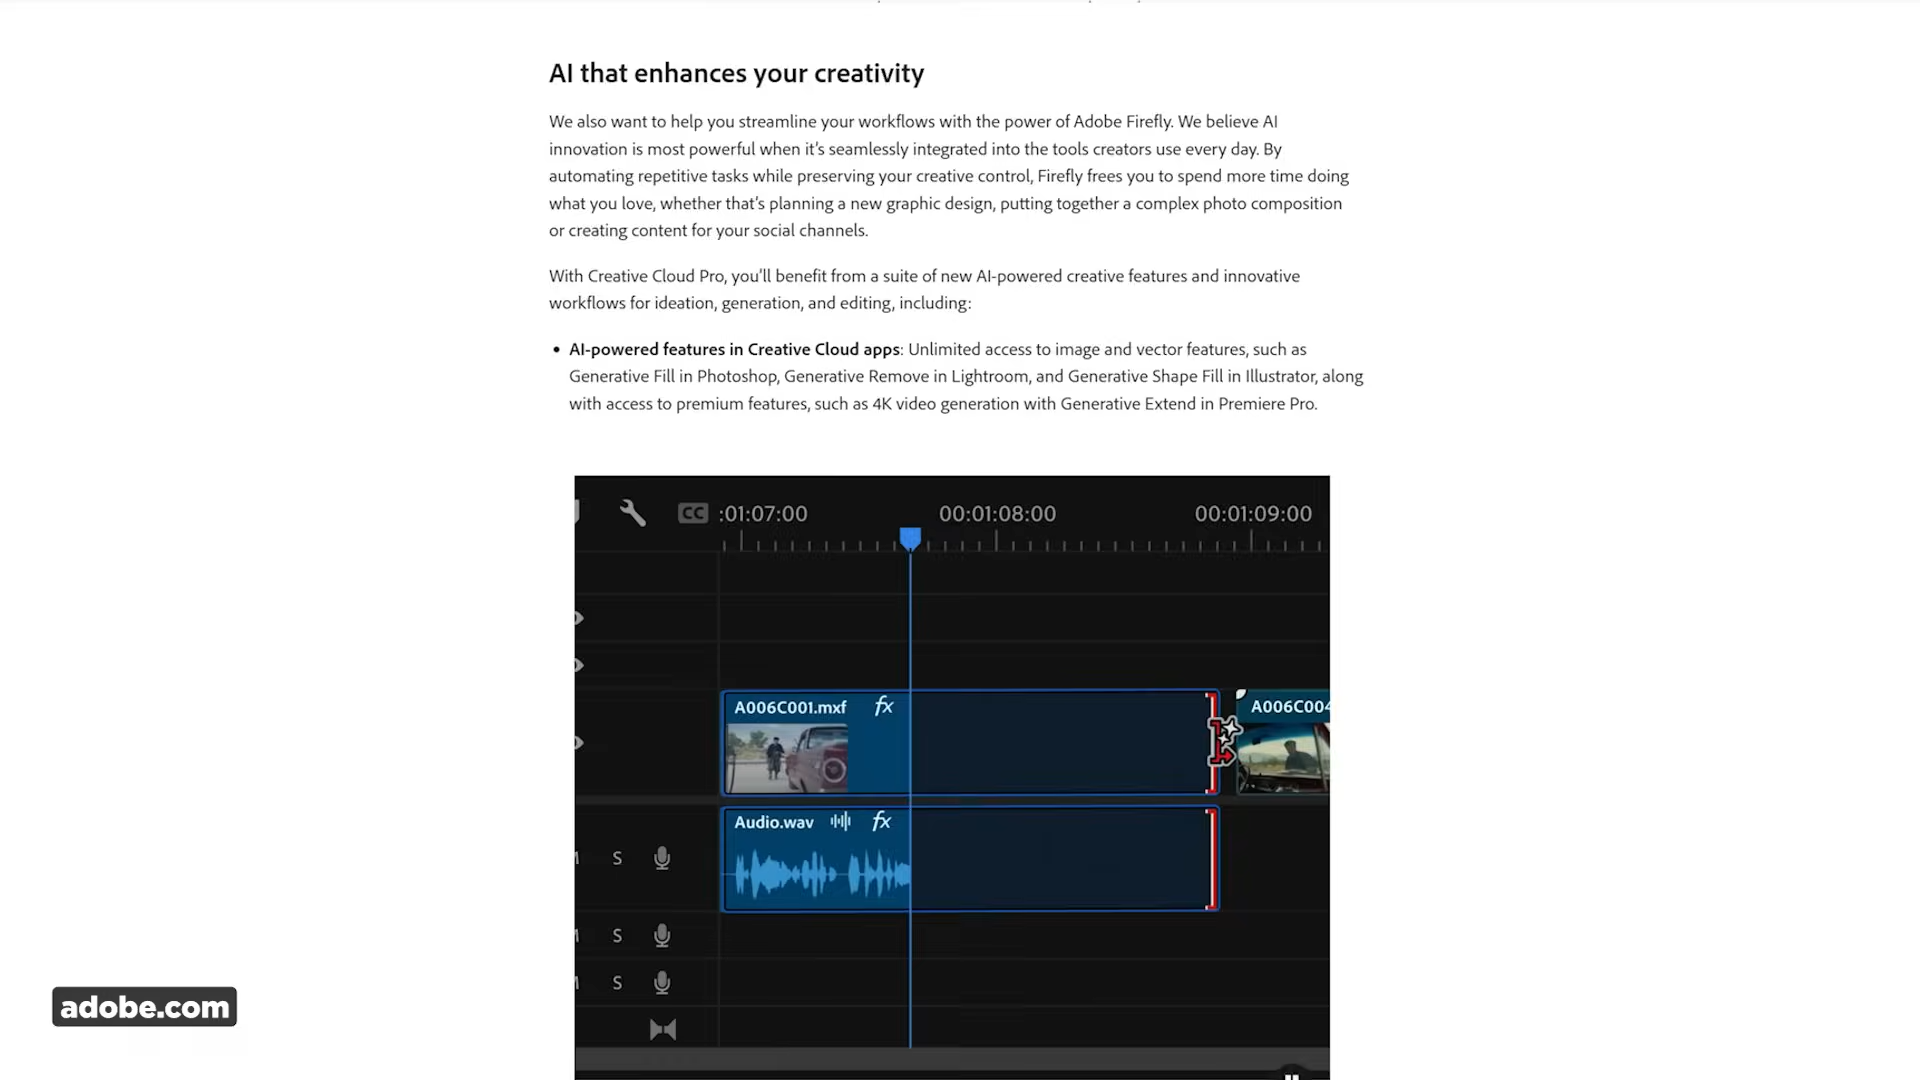 AI that enhances your creativity
We also want to help you streamline your workflows with the power of Adobe Firefly. We believe AI
innovation is most powerful when it’s seamlessly integrated into the tools creators use every day. By
automating repetitive tasks while preserving your creative control, Firefly frees you to spend more time doing
what you love, whether that’s planning a new graphic design, putting together a complex photo composition
or creating content for your social channels.
With Creative Cloud Pro, you’ll benefit from a suite of new AI-powered creative features and innovative
workflows for ideation, generation, and editing, including:
• AI-powered features in Creative Cloud apps: Unlimited access to image and vector features, such as
Generative Fill in Photoshop, Generative Remove in Lightroom, and Generative Shape Fill in Illustrator, along
with access to premium features, such as 4K video generation with Generative Extend in Premiere Pro.
CC :01:07:00 00:01:08:00 00:01:09:00
A006C001.mxf fx A006C004
Audio.wav fx
S
S
S
adobe.com